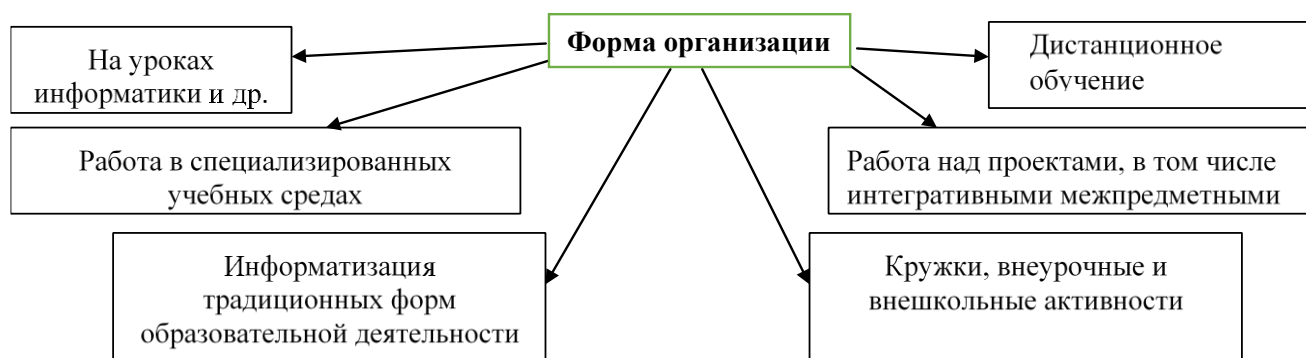 Форма организации
На уроках
информатики и др.
Дистанционное
обучение
Работа в специализированных
учебных средах
Работа над проектами, в том числе
интегративными межпредметными
Информатизация
традиционных форм
образовательной деятельности
Кружки, внеурочные и
внешкольные активности